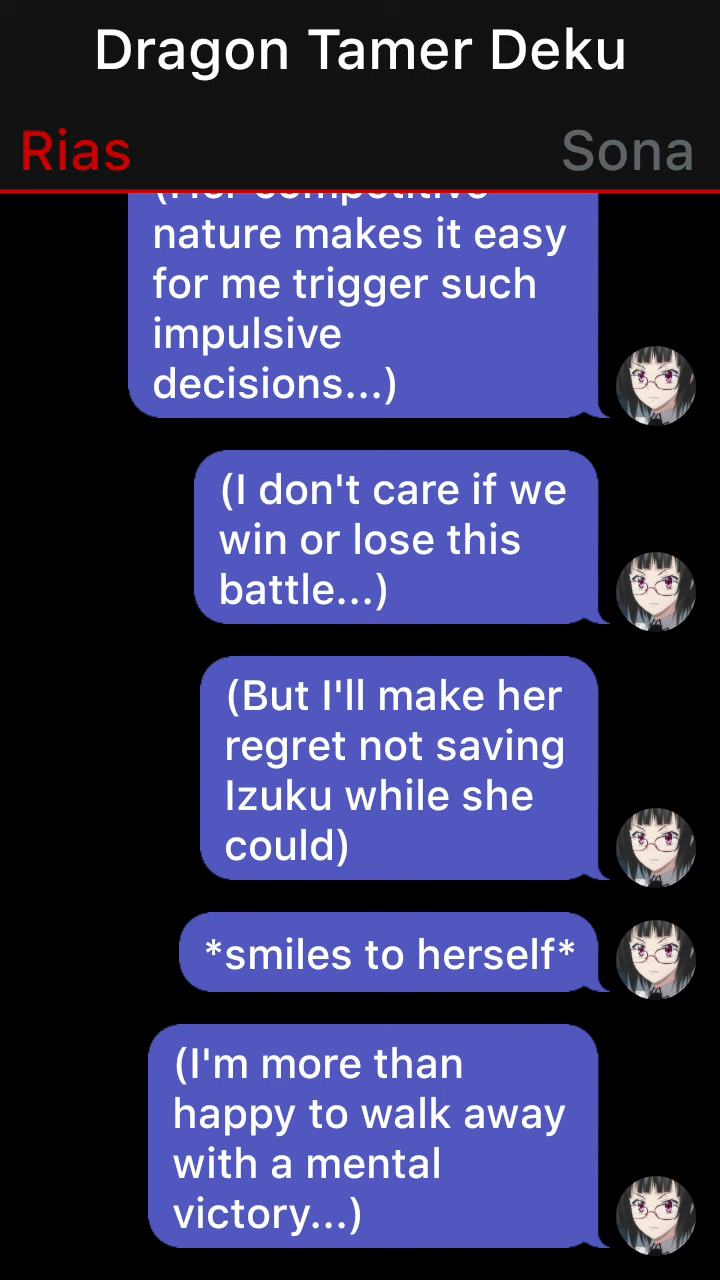 Dragon Tamer Deku
Rias
Sona
(Her competitive
nature makes it easy
for me trigger such
impulsive
decisions...)
(I don't care if we
win or lose this
battle...)
(But I'll make her
regret not saving
Izuku while she
could)
*smiles to herself*
(I'm more than
happy to walk away
with a mental
victory...)